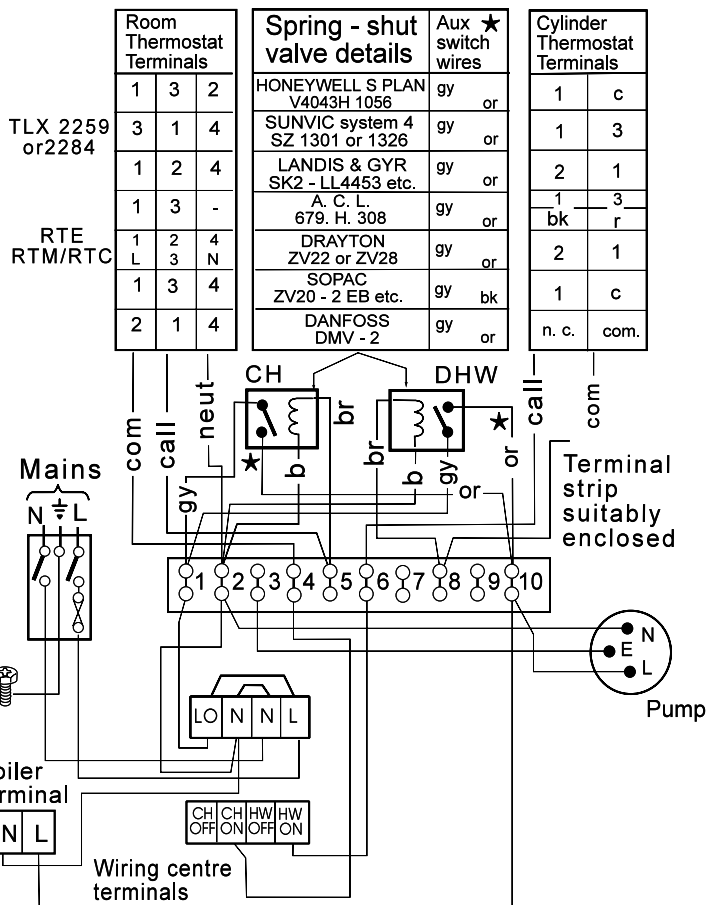 Room
Thermostat
Terminals
1 3 2
3 1 4
1 2 4
1 3 -
1 2 4
L 3 N
1 3 4
2 1 4
TLX 2259
or2284
RTE
RTM/RTC
Spring - shut
valve details
Aux ★
switch
wires
HONEYWELL S PLAN
V4043H 1056
gy or
SUNVIC system 4
SZ 1301 or 1326
gy or
LANDIS & GYR
SK2 - LL4453 etc.
gy or
A. C. L.
679. H. 308
gy or
DRAYTON
ZV22 or ZV28
gy or
SOPAC
ZV20 - 2 EB etc.
gy bk
DANFOSS
DMV - 2
gy or
Cylinder
Thermostat
Terminals
1 c
1 3
2 1
1 3
bk r
2 1
1 c
n. c. com.
CH
DHW
com
call
neut
gy
★
b
br
br
b
gy
or
★
or
call
com
Terminal
strip
suitably
enclosed
Mains
N L
1 2 3 4 5 6 7 8 9 10
N
E
L
Pump
LO N N L
oiler
rminal
N L
CH OFF
CH ON
HW OFF
HW ON
Wiring centre
terminals